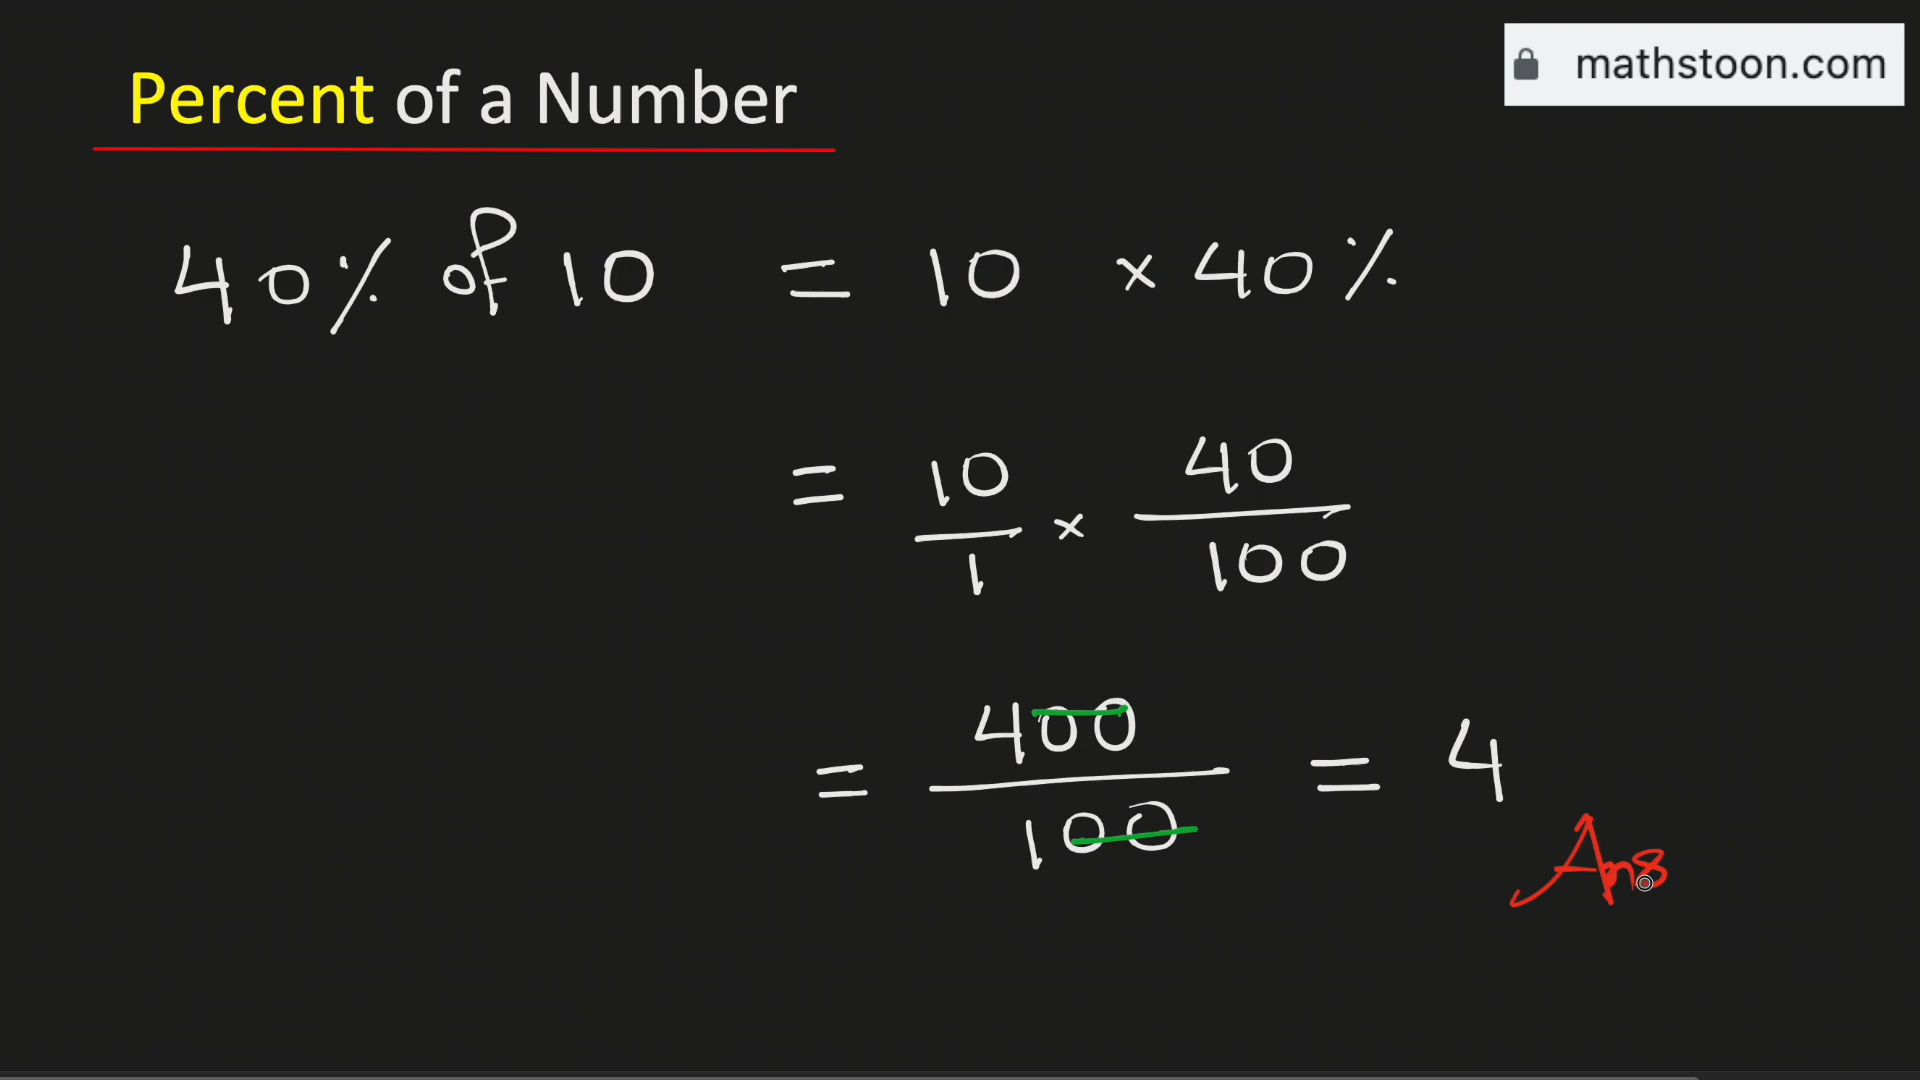 mathstoon.com
Percent of a Number
40% of 10 = 10 × 40%
= 10/1 × 40/100
= 400/100 = 4
Ans